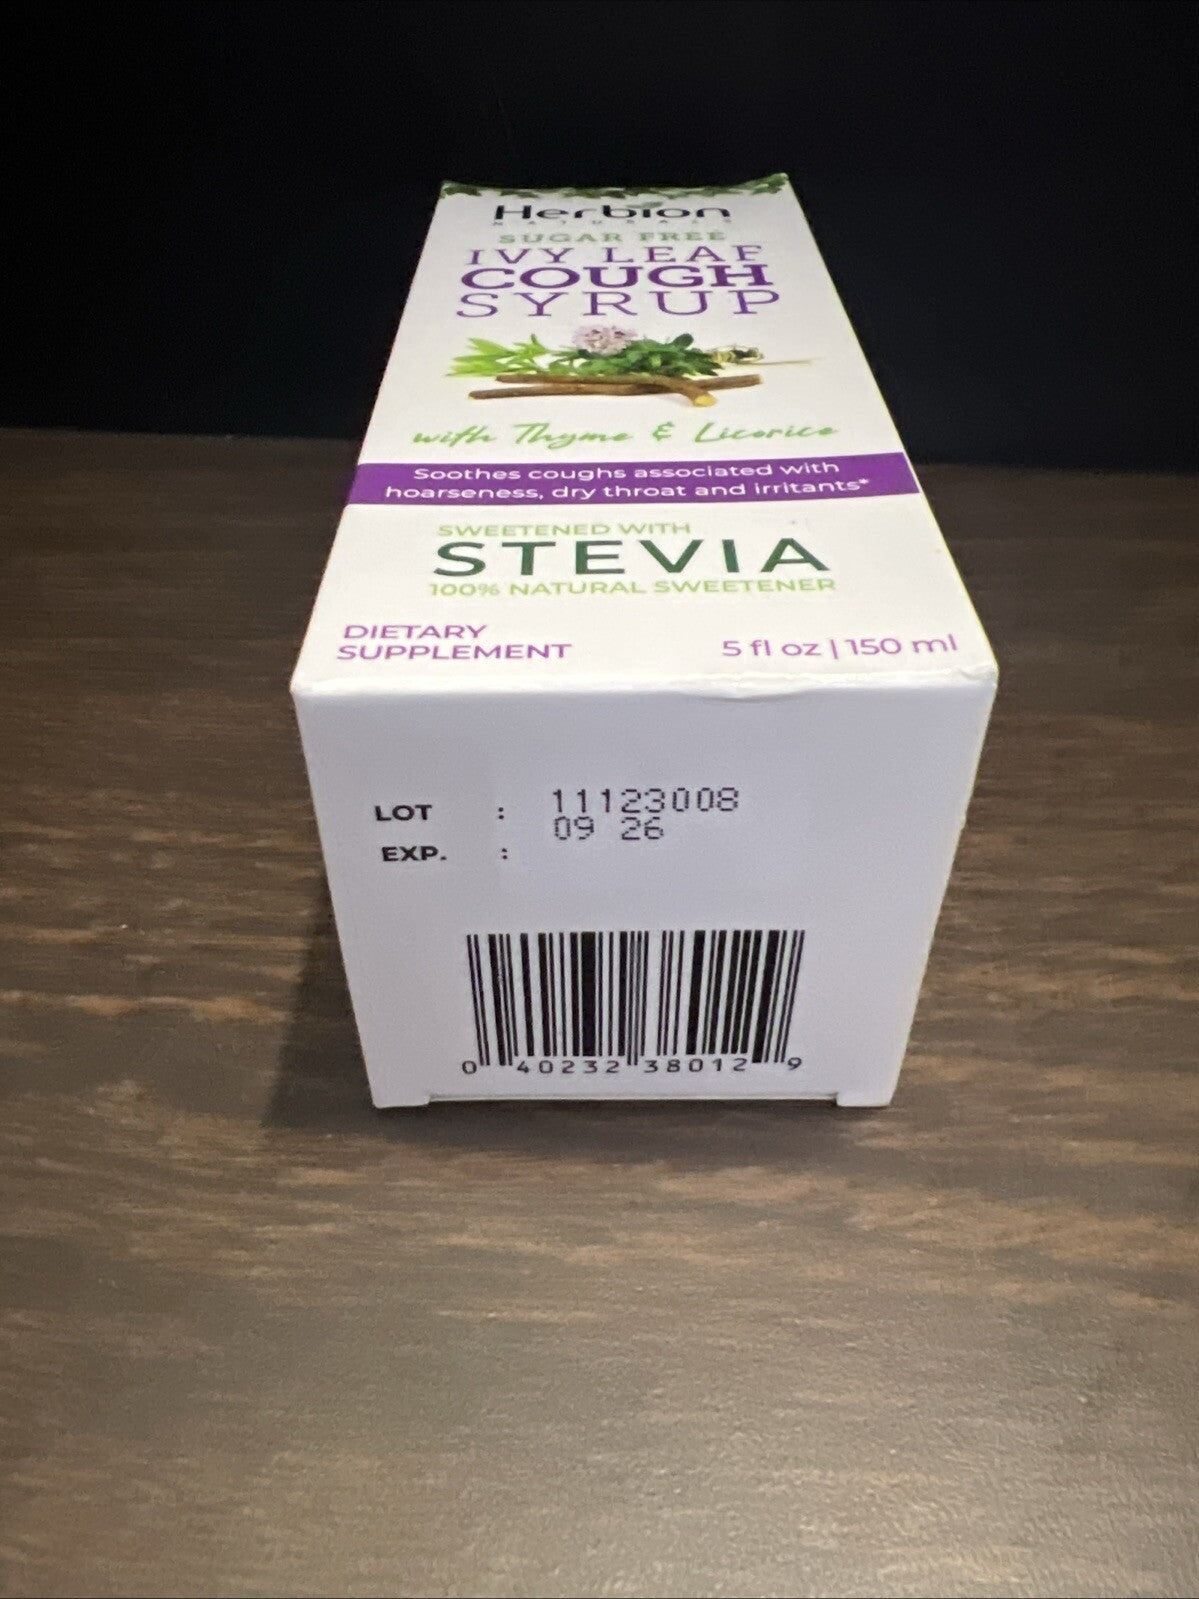 Herbion
NATURALS
SUGAR FREE
IVY LEAF
COUGH
SYRUP
with Thyme & Licorice
Soothes coughs associated with
hoarseness, dry throat and irritants*
SWEETENED WITH
STEVIA
100% NATURAL SWEETENER
DIETARY
SUPPLEMENT
5 fl oz | 150 ml
LOT : 11123008
EXP. : 09 26
0 40232 38012 9